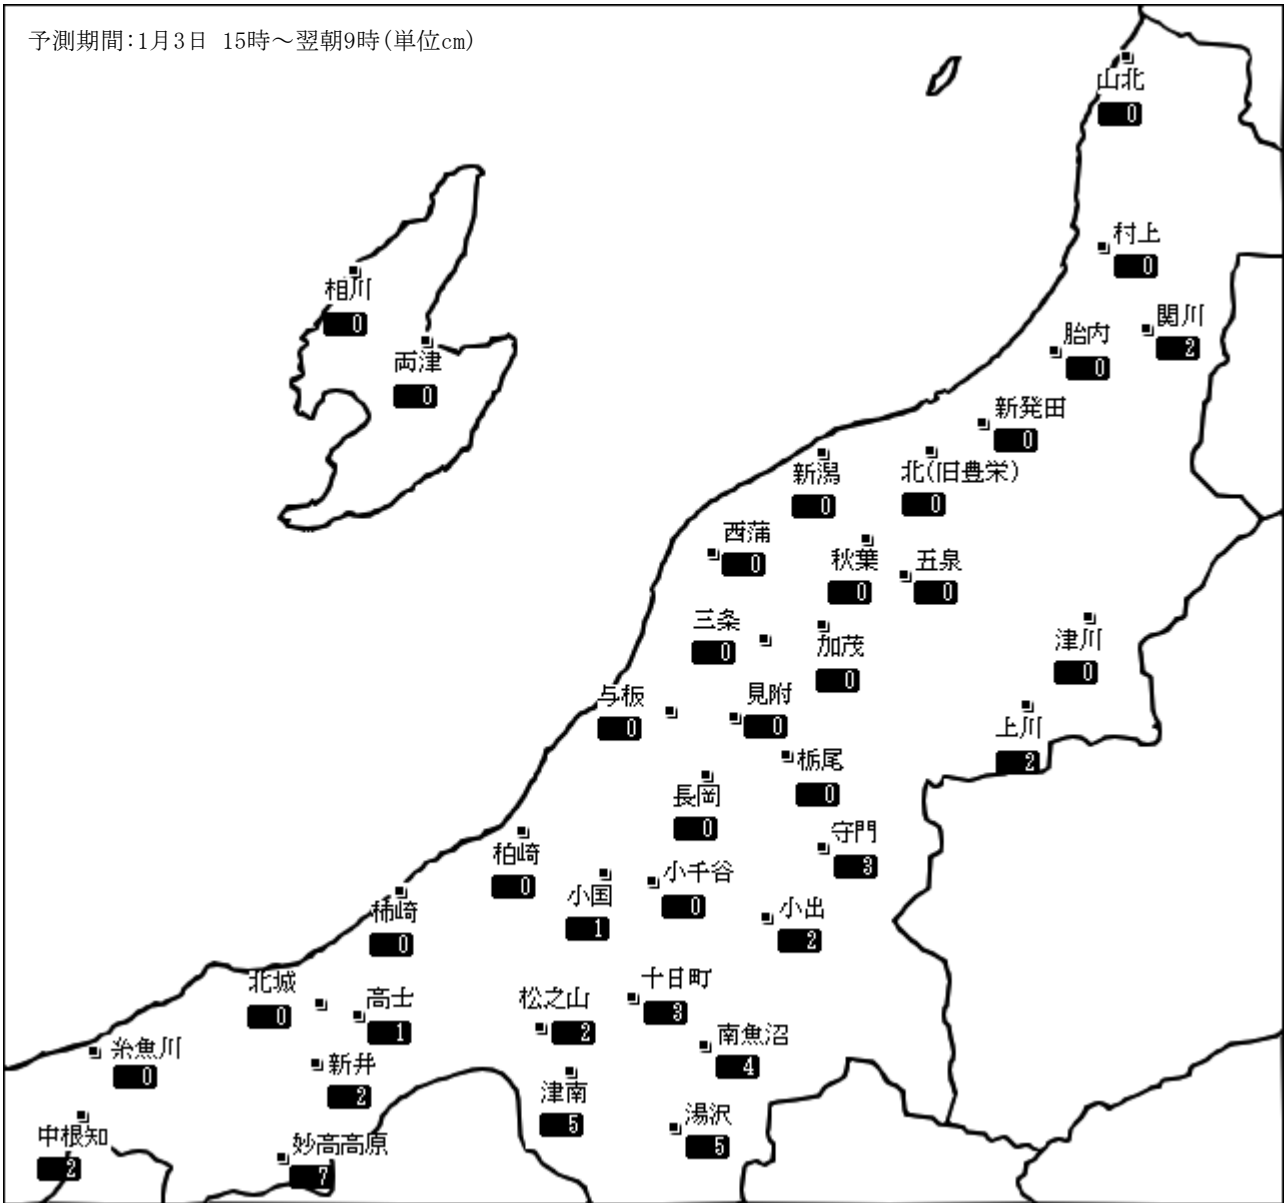 予測期間:1月3日 15時～翌朝9時(単位cm)
山北
0
村上
0
相川
0
関川
2
胎内
0
両津
0
新発田
0
新潟
0
北(旧豊栄)
0
西蒲
0
秋葉
0
五泉
0
三条
0
加茂
0
津川
0
与板
0
見附
0
上川
2
栃尾
0
長岡
0
守門
3
柏崎
0
小国
1
小千谷
0
柿崎
0
小出
2
北城
0
高士
1
松之山
2
十日町
3
南魚沼
4
糸魚川
0
新井
2
津南
5
湯沢
5
中根知
2
妙高高原
7